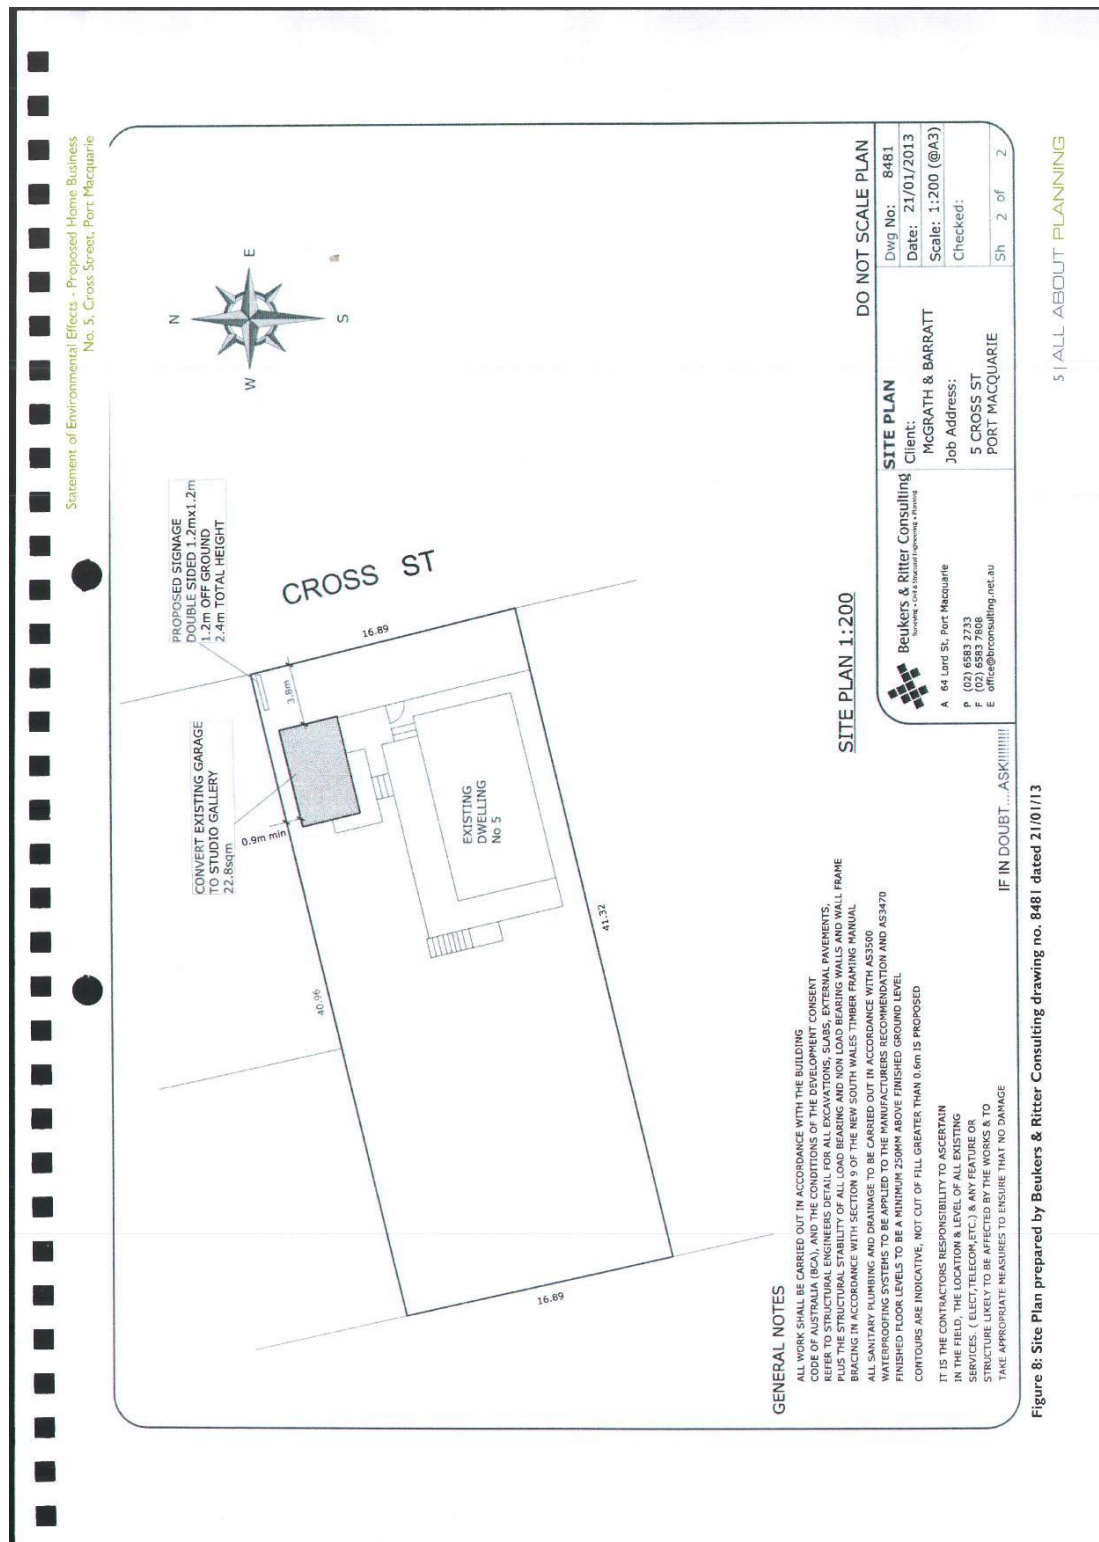 Statement of Environmental Effects - Proposed Home Business
No. 5, Cross Street, Port Macquarie
PROPOSED SIGNAGE
DOUBLE SIDED 1.2mx1.2m
1.2m OFF GROUND
2.4m TOTAL HEIGHT
CONVERT EXISTING GARAGE
TO STUDIO GALLERY
22.8sqm
N
E
S
W
CROSS ST
16.89
3.8m
0.9m min
40.96
EXISTING
DWELLING
No 5
41.32
16.89
SITE PLAN 1:200
DO NOT SCALE PLAN
GENERAL NOTES
ALL WORK SHALL BE CARRIED OUT IN ACCORDANCE WITH THE BUILDING
CODE OF AUSTRALIA (BCA), AND THE CONDITIONS OF THE DEVELOPMENT CONSENT
REFER TO STRUCTURAL ENGINEERS DETAIL FOR ALL EXCAVATIONS, SLABS, EXTERNAL PAVEMENTS,
PLUS THE STRUCTURAL STABILITY OF ALL LOAD BEARING AND NON LOAD BEARING WALLS AND WALL FRAME
BRACING IN ACCORDANCE WITH SECTION 9 OF THE NEW SOUTH WALES TIMBER FRAMING MANUAL
ALL SANITARY PLUMBING AND DRAINAGE TO BE CARRIED OUT IN ACCORDANCE WITH AS3500
WATERPROOFING SYSTEMS TO BE APPLIED TO THE MANUFACTURERS RECOMMENDATION AND AS3470
FINISHED FLOOR LEVELS TO BE A MINIMUM 250MM ABOVE FINISHED GROUND LEVEL
CONTOURS ARE INDICATIVE, NOT CUT OF FILL GREATER THAN 0.6m IS PROPOSED
IT IS THE CONTRACTORS RESPONSIBILITY TO ASCERTAIN
IN THE FIELD, THE LOCATION & LEVEL OF ALL EXISTING
SERVICES. ( ELECT,TELECOM,ETC.) & ANY FEATURE OR
STRUCTURE LIKELY TO BE AFFECTED BY THE WORKS & TO
TAKE APPROPRIATE MEASURES TO ENSURE THAT NO DAMAGE
IF IN DOUBT....ASK!!!!!!!!!
Beukers & Ritter Consulting
Surveying • Civil & Structural Engineering • Planning
A 64 Lord St, Port Macquarie
P (02) 6583 2733
F (02) 6583 7808
E office@brconsulting.net.au
SITE PLAN
Client:
McGRATH & BARRATT
Job Address:
5 CROSS ST
PORT MACQUARIE
Dwg No: 8481
Date: 21/01/2013
Scale: 1:200 (@A3)
Checked:
Sh 2 of 2
Figure 8: Site Plan prepared by Beukers & Ritter Consulting drawing no. 8481 dated 21/01/13
5 | ALL ABOUT PLANNING